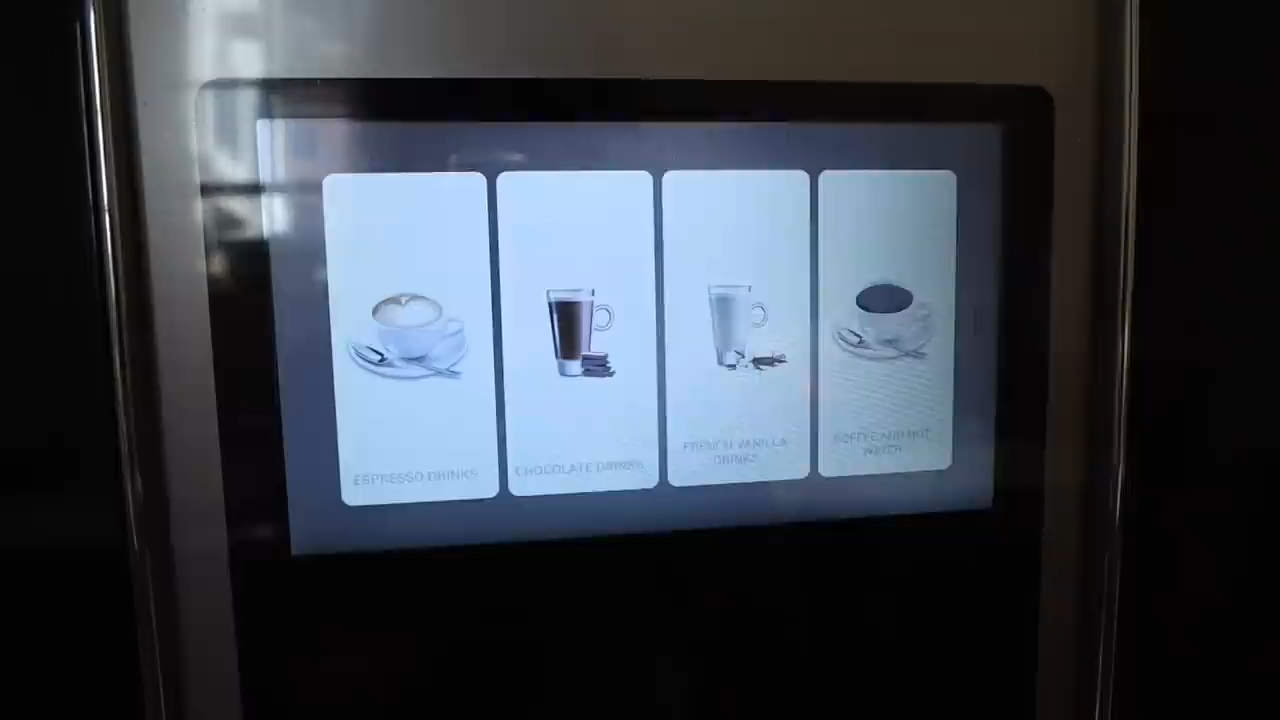 ESPRESSO DRINKS
CHOCOLATE DRINKS
FRENCH VANILLA
DRINKS
COFFEE AND HOT
WATER